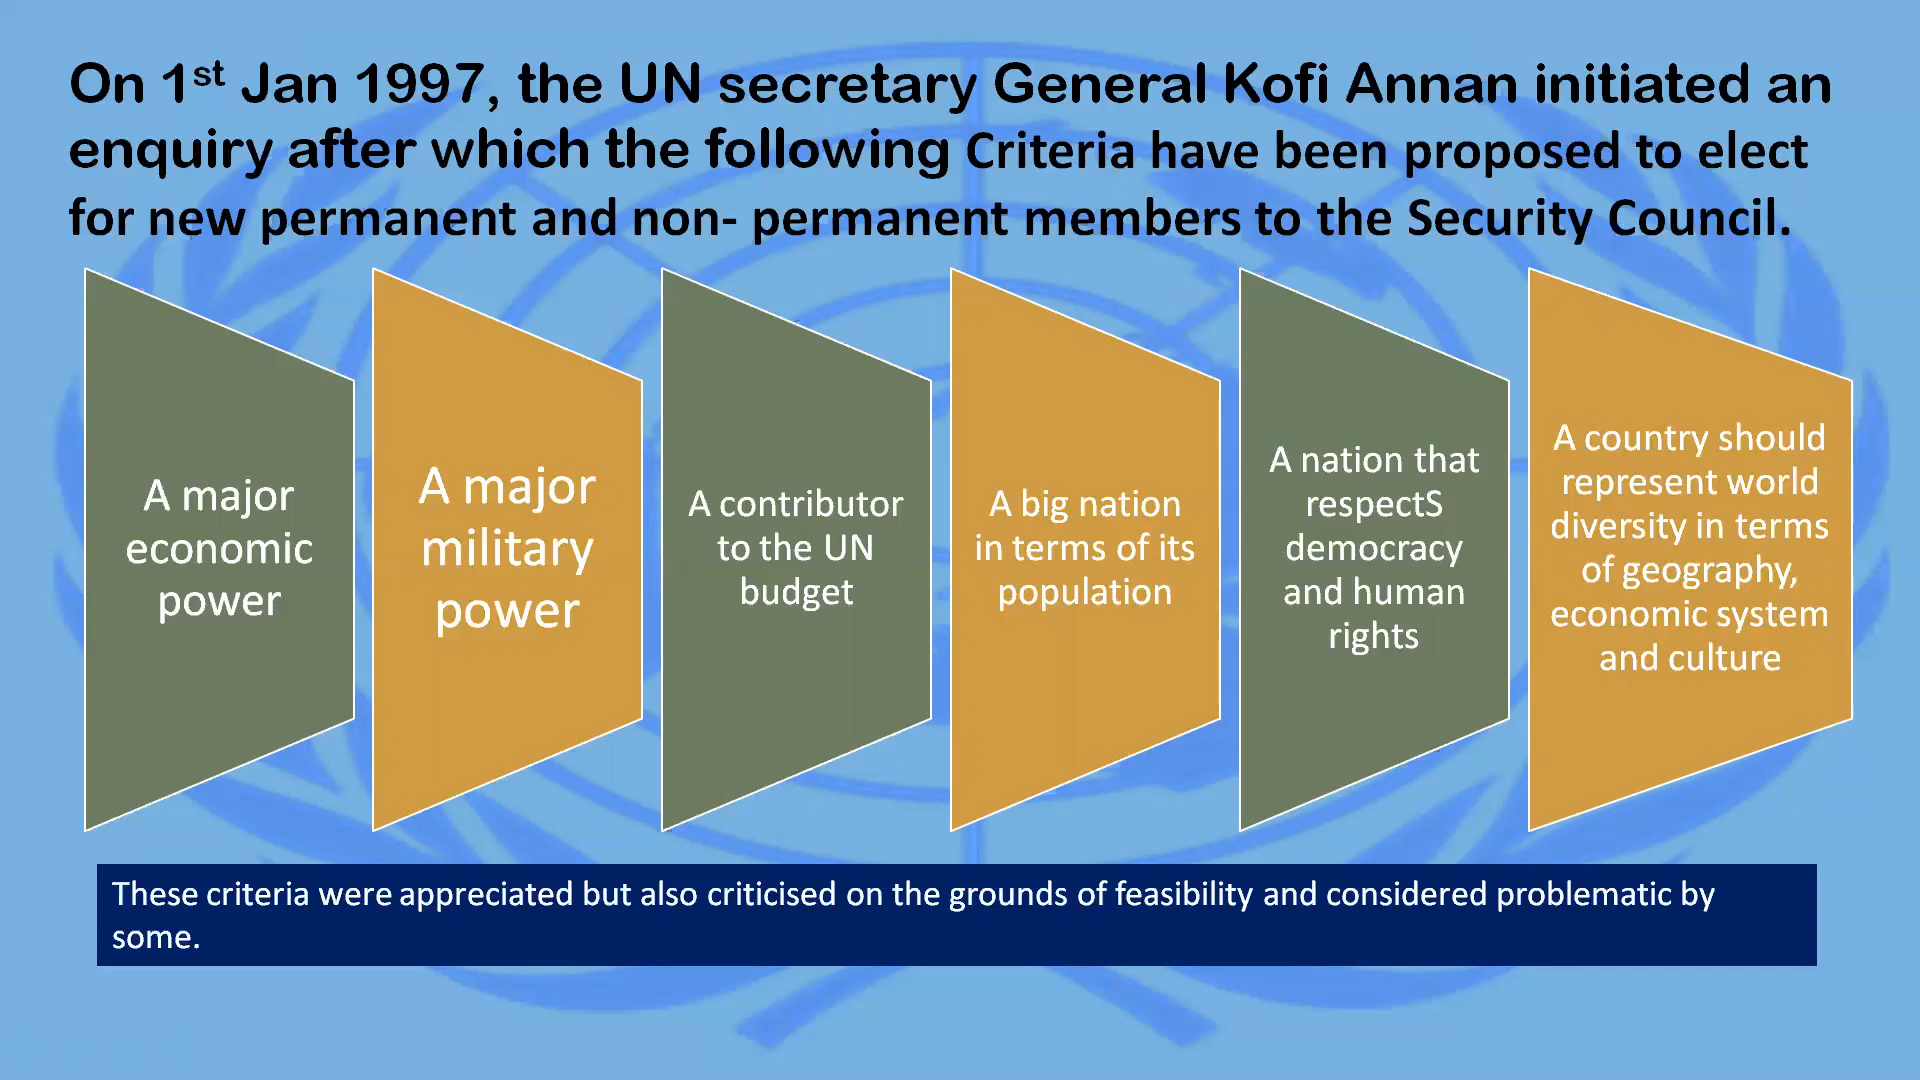 On 1st Jan 1997, the UN secretary General Kofi Annan initiated an
enquiry after which the following Criteria have been proposed to elect
for new permanent and non- permanent members to the Security Council.
A major
economic
power
A major
military
power
A contributor
to the UN
budget
A big nation
in terms of its
population
A nation that
respectS
democracy
and human
rights
A country should
represent world
diversity in terms
of geography,
economic system
and culture
These criteria were appreciated but also criticised on the grounds of feasibility and considered problematic by
some.